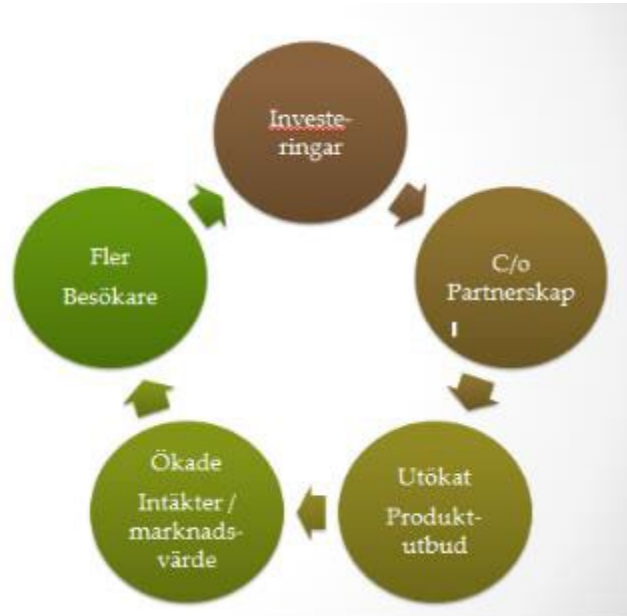 Investe-
ringar
C/o
Partnerskap
Utökat
Produkt-
utbud
Ökade
Intäkter /
marknads-
värde
Fler
Besökare